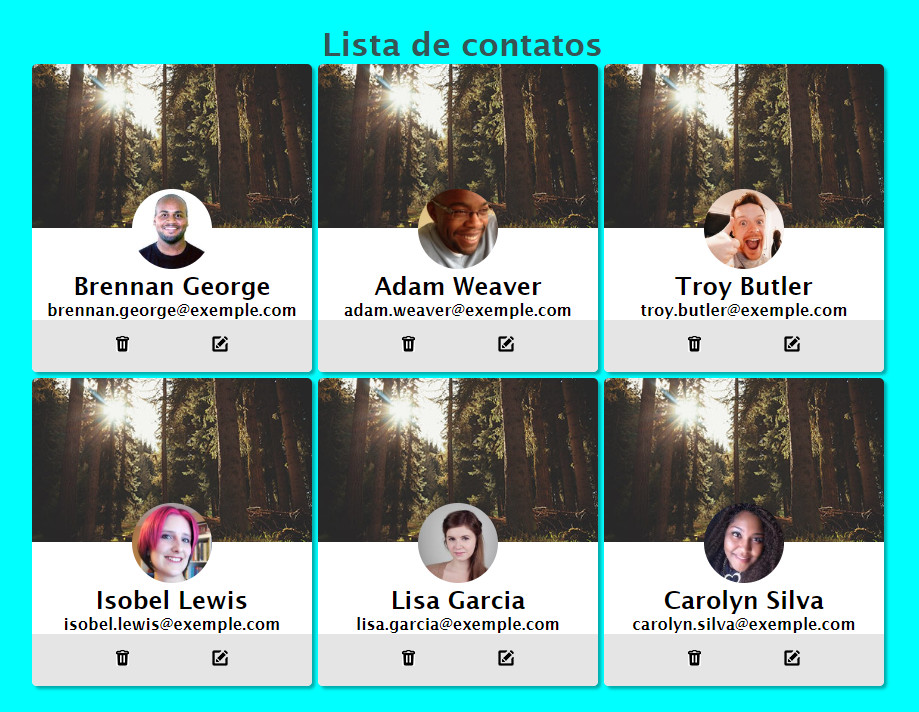 Lista de contatos
Brennan George
brennan.george@exemple.com
Adam Weaver
adam.weaver@exemple.com
Troy Butler
troy.butler@exemple.com
Isobel Lewis
isobel.lewis@exemple.com
Lisa Garcia
lisa.garcia@exemple.com
Carolyn Silva
carolyn.silva@exemple.com